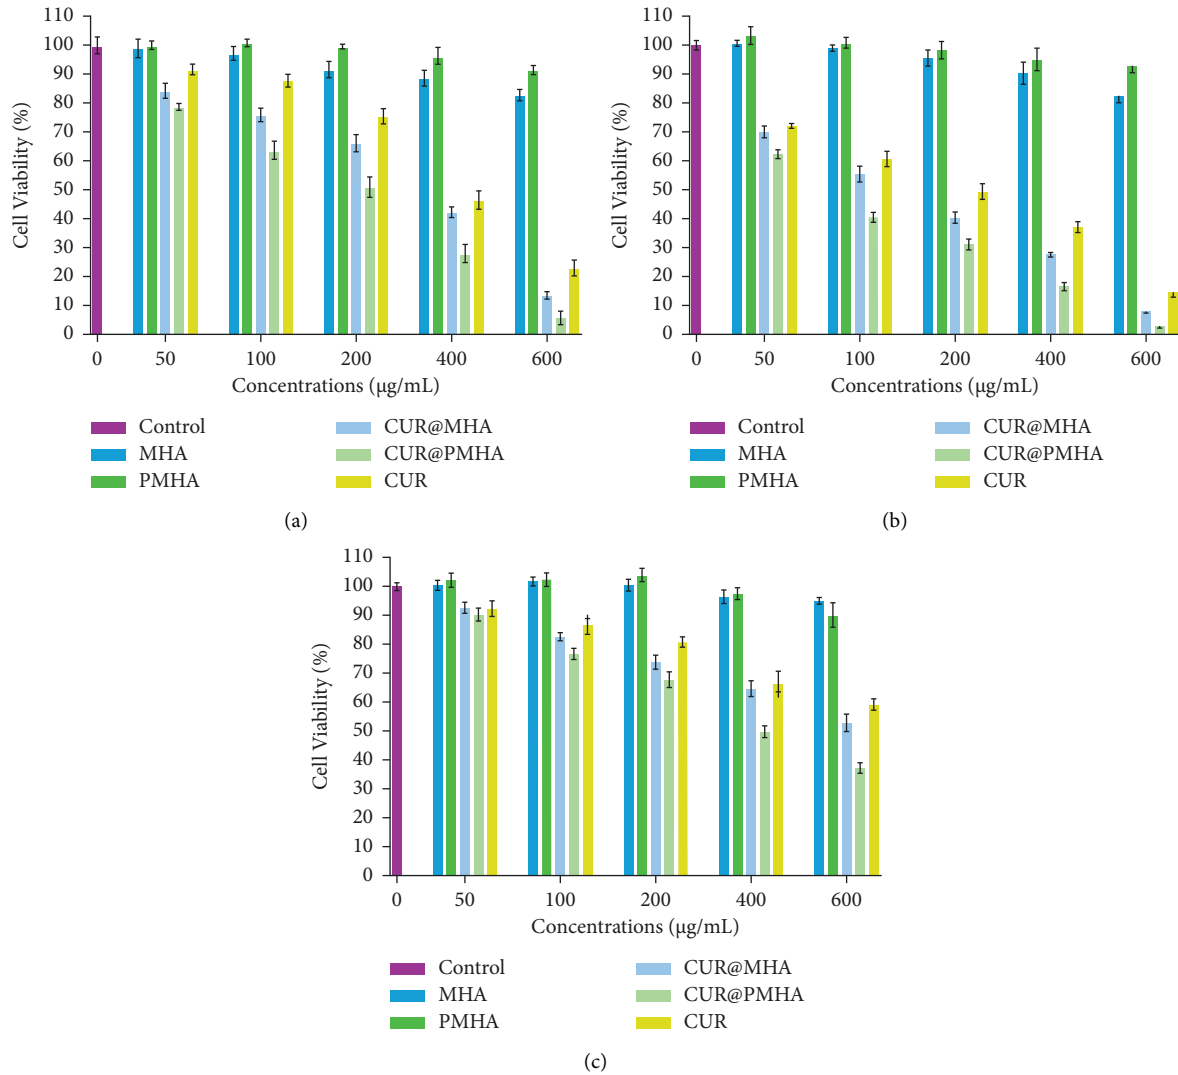 110
100
90
80
70
60
50
40
30
20
10
0
Cell Viability (%)
0 50 100 200 400 600
Concentrations (μg/mL)
Control
MHA
PMHA
CUR@MHA
CUR@PMHA
CUR
(a)
110
100
90
80
70
60
50
40
30
20
10
0
Cell Viability (%)
0 50 100 200 400 600
Concentrations (μg/mL)
Control
MHA
PMHA
CUR@MHA
CUR@PMHA
CUR
(b)
110
100
90
80
70
60
50
40
30
20
10
0
Cell Viability (%)
0 50 100 200 400 600
Concentrations (μg/mL)
Control
MHA
PMHA
CUR@MHA
CUR@PMHA
CUR
(c)